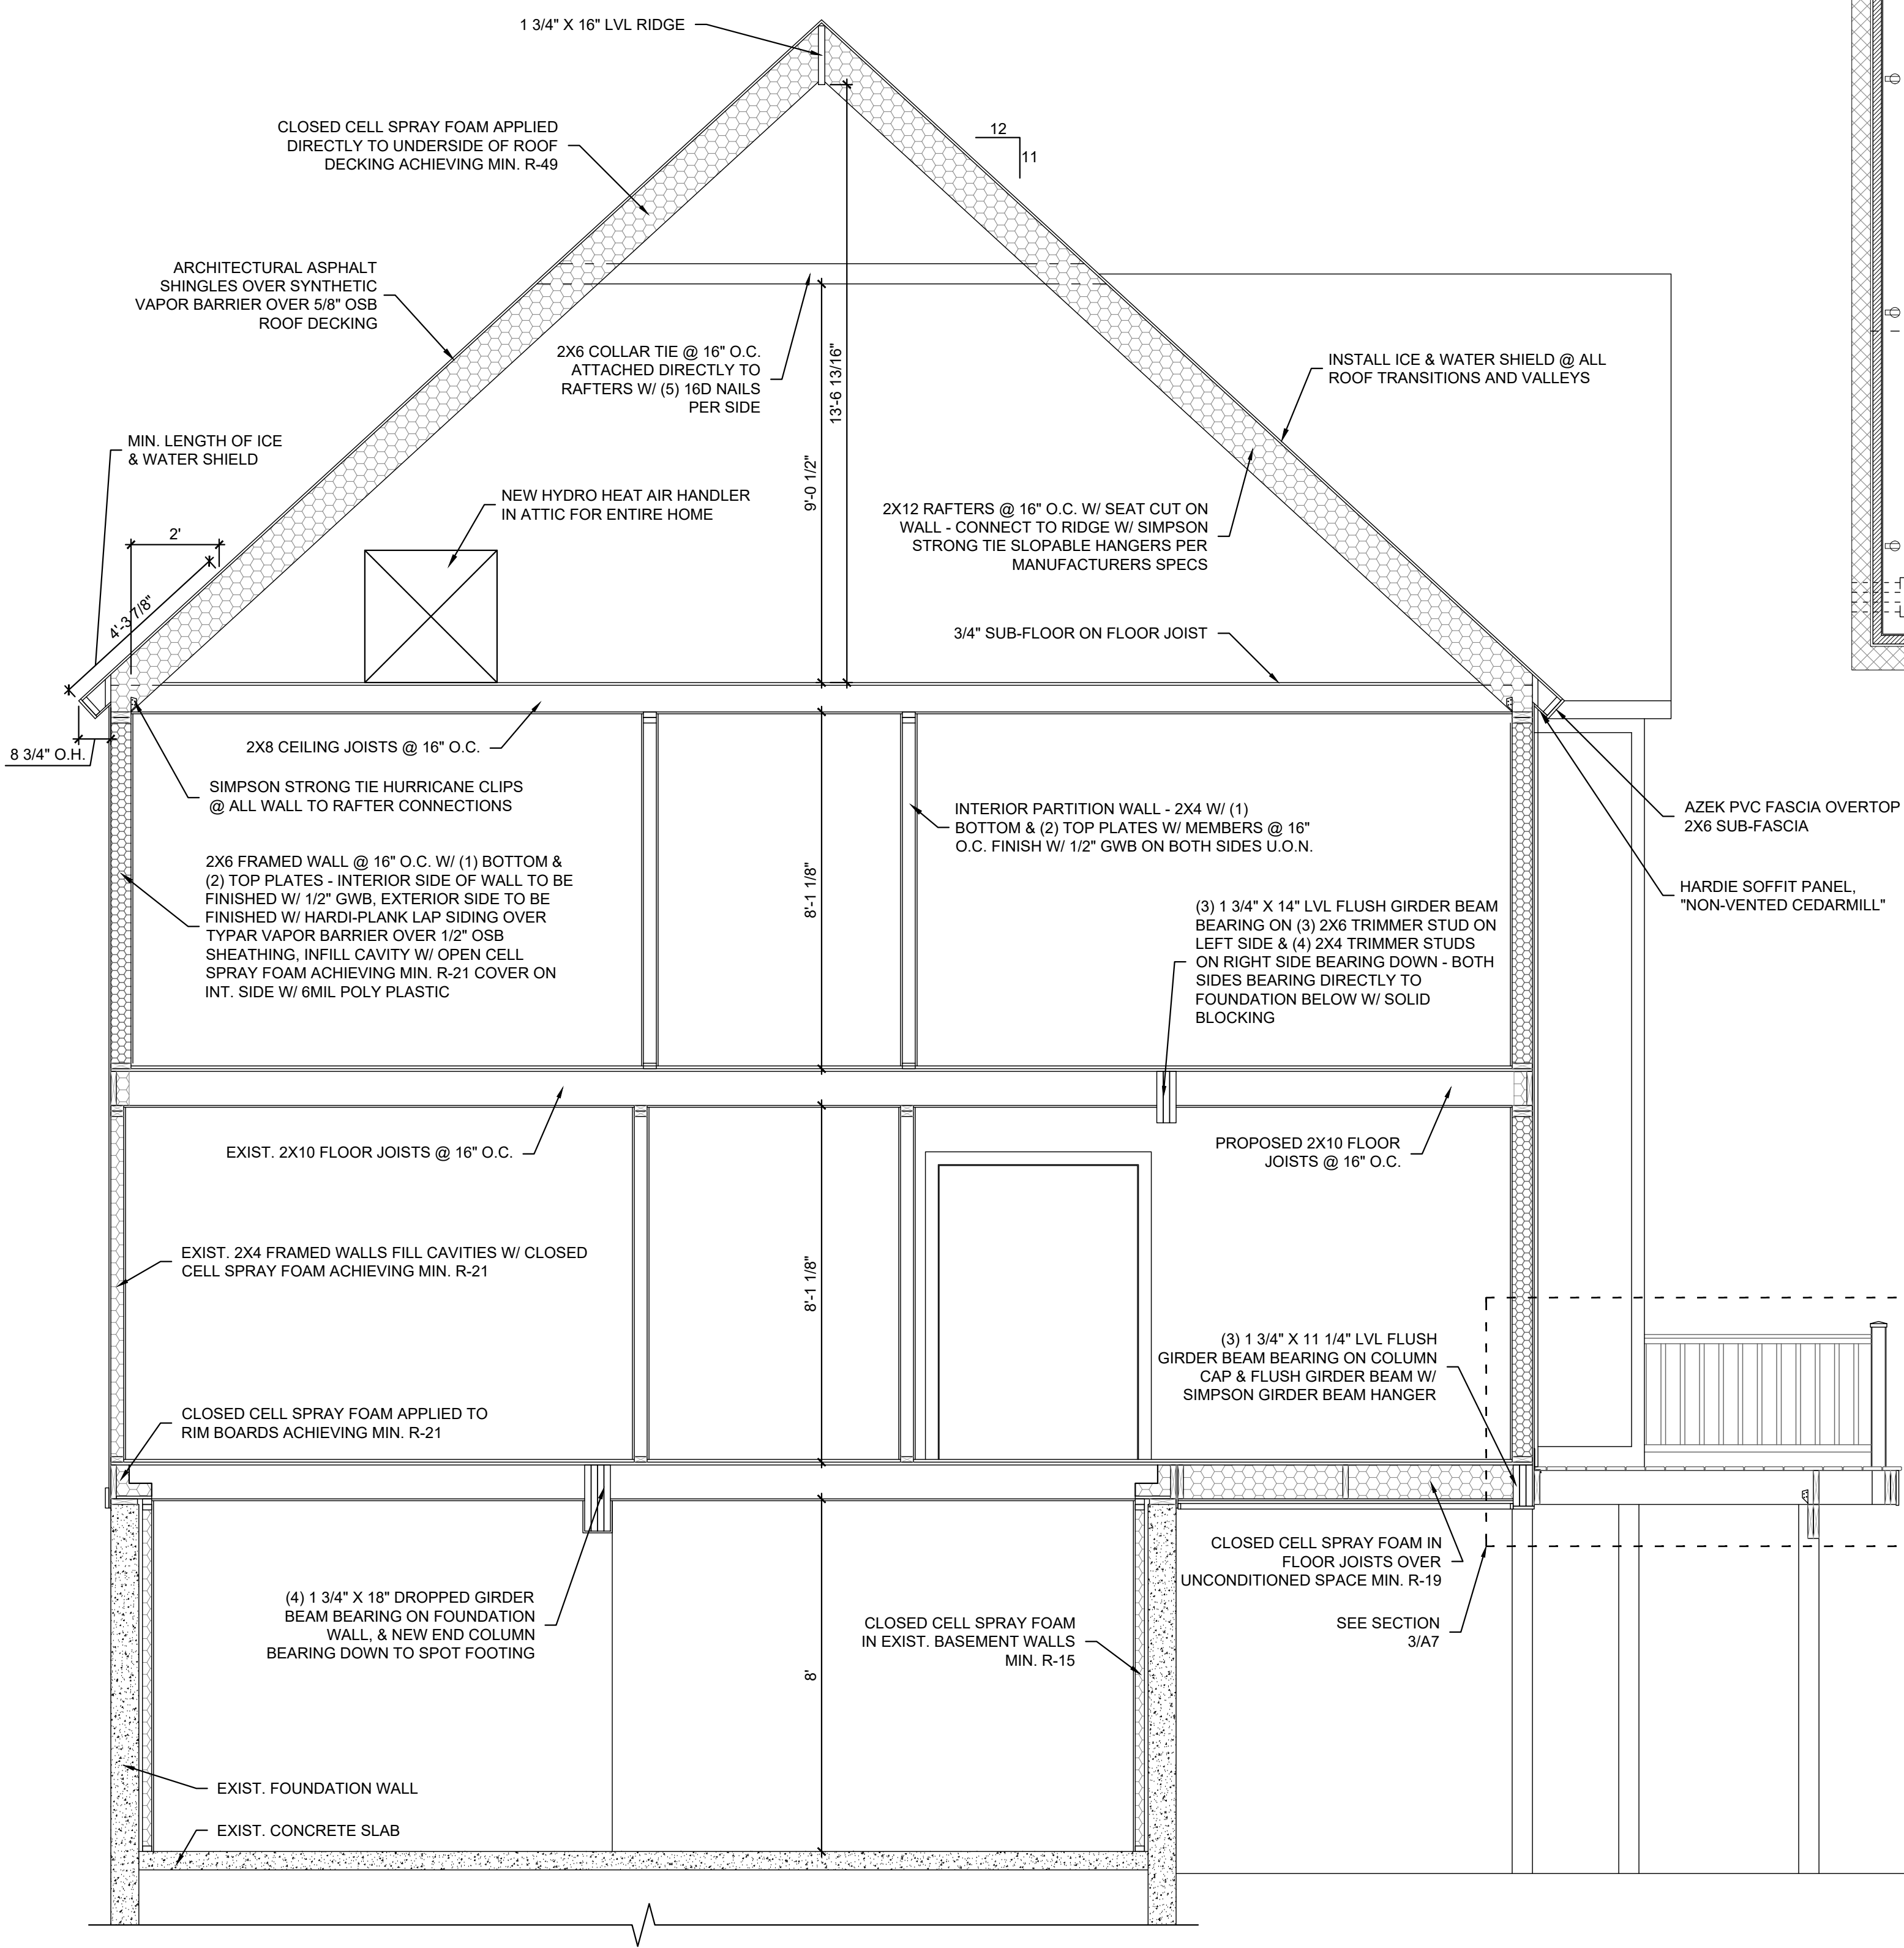 1 3/4" X 16" LVL RIDGE
CLOSED CELL SPRAY FOAM APPLIED
DIRECTLY TO UNDERSIDE OF ROOF
DECKING ACHIEVING MIN. R-49
12
11
ARCHITECTURAL ASPHALT
SHINGLES OVER SYNTHETIC
VAPOR BARRIER OVER 5/8" OSB
ROOF DECKING
2X6 COLLAR TIE @ 16" O.C.
ATTACHED DIRECTLY TO
RAFTERS W/ (5) 16D NAILS
PER SIDE
13'-6 13/16"
INSTALL ICE & WATER SHIELD @ ALL
ROOF TRANSITIONS AND VALLEYS
MIN. LENGTH OF ICE
& WATER SHIELD
9'-0 1/2"
NEW HYDRO HEAT AIR HANDLER
IN ATTIC FOR ENTIRE HOME
2X12 RAFTERS @ 16" O.C. W/ SEAT CUT ON
WALL - CONNECT TO RIDGE W/ SIMPSON
STRONG TIE SLOPABLE HANGERS PER
MANUFACTURERS SPECS
2'
4'-3 7/8"
3/4" SUB-FLOOR ON FLOOR JOIST
8 3/4" O.H.
2X8 CEILING JOISTS @ 16" O.C.
SIMPSON STRONG TIE HURRICANE CLIPS
@ ALL WALL TO RAFTER CONNECTIONS
INTERIOR PARTITION WALL - 2X4 W/ (1)
BOTTOM & (2) TOP PLATES W/ MEMBERS @ 16"
O.C. FINISH W/ 1/2" GWB ON BOTH SIDES U.O.N.
AZEK PVC FASCIA OVERTOP
2X6 SUB-FASCIA
2X6 FRAMED WALL @ 16" O.C. W/ (1) BOTTOM &
(2) TOP PLATES - INTERIOR SIDE OF WALL TO BE
FINISHED W/ 1/2" GWB, EXTERIOR SIDE TO BE
FINISHED W/ HARDI-PLANK LAP SIDING OVER
TYPAR VAPOR BARRIER OVER 1/2" OSB
SHEATHING, INFILL CAVITY W/ OPEN CELL
SPRAY FOAM ACHIEVING MIN. R-21 COVER ON
INT. SIDE W/ 6MIL POLY PLASTIC
8'-1 1/8"
HARDIE SOFFIT PANEL,
"NON-VENTED CEDARMILL"
(3) 1 3/4" X 14" LVL FLUSH GIRDER BEAM
BEARING ON (3) 2X6 TRIMMER STUD ON
LEFT SIDE & (4) 2X4 TRIMMER STUDS
ON RIGHT SIDE BEARING DOWN - BOTH
SIDES BEARING DIRECTLY TO
FOUNDATION BELOW W/ SOLID
BLOCKING
EXIST. 2X10 FLOOR JOISTS @ 16" O.C.
PROPOSED 2X10 FLOOR
JOISTS @ 16" O.C.
EXIST. 2X4 FRAMED WALLS FILL CAVITIES W/ CLOSED
CELL SPRAY FOAM ACHIEVING MIN. R-21
8'-1 1/8"
(3) 1 3/4" X 11 1/4" LVL FLUSH
GIRDER BEAM BEARING ON COLUMN
CAP & FLUSH GIRDER BEAM W/
SIMPSON GIRDER BEAM HANGER
CLOSED CELL SPRAY FOAM APPLIED TO
RIM BOARDS ACHIEVING MIN. R-21
CLOSED CELL SPRAY FOAM IN
FLOOR JOISTS OVER
UNCONDITIONED SPACE MIN. R-19
(4) 1 3/4" X 18" DROPPED GIRDER
BEAM BEARING ON FOUNDATION
WALL, & NEW END COLUMN
BEARING DOWN TO SPOT FOOTING
CLOSED CELL SPRAY FOAM
IN EXIST. BASEMENT WALLS
MIN. R-15
SEE SECTION
3/A7
8'
EXIST. FOUNDATION WALL
EXIST. CONCRETE SLAB